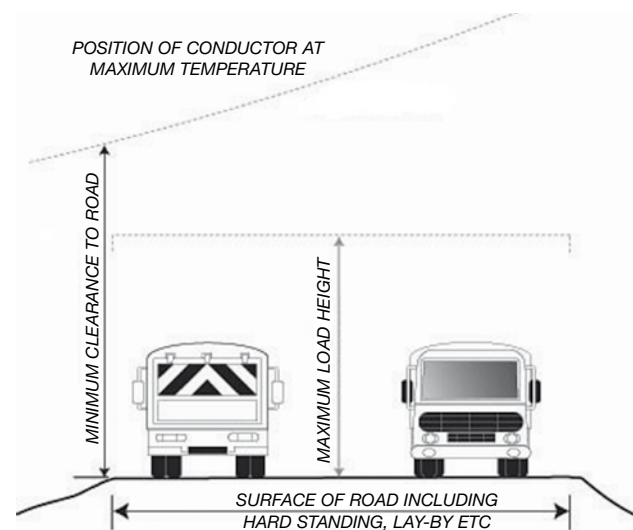 POSITION OF CONDUCTOR AT
MAXIMUM TEMPERATURE
MINIMUM CLEARANCE TO ROAD
MAXIMUM LOAD HEIGHT
SURFACE OF ROAD INCLUDING
HARD STANDING, LAY-BY ETC